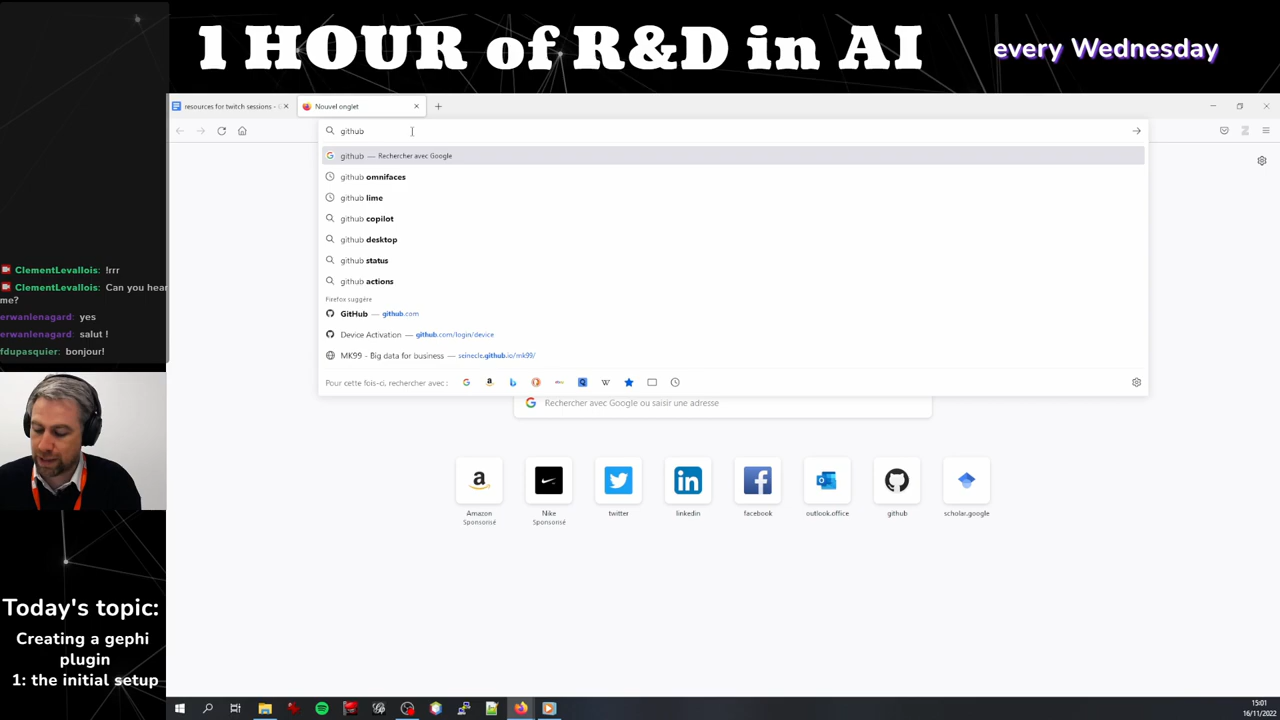 1 HOUR of R&D in AI
every Wednesday
resources for twitch sessions -
Nouvel onglet
github
github — Rechercher avec Google
github omnifaces
github lime
github copilot
github desktop
github status
github actions
Firefox suggère
GitHub — github.com
Device Activation — github.com/login/device
MK99 - Big data for business — seinecle.github.io/mk99/
Pour cette fois-ci, rechercher avec :
Rechercher avec Google ou saisir une adresse
Amazon
Sponsorisé
Nike
Sponsorisé
twitter
linkedin
facebook
outlook.office
github
scholar.google
ClementLevallois: !rrr
ClementLevallois: Can you hear
me?
erwanlenagard: yes
erwanlenagard: salut !
fdupasquier: bonjour!
Today's topic:
Creating a gephi
plugin
1: the initial setup
15:01
16/11/2022